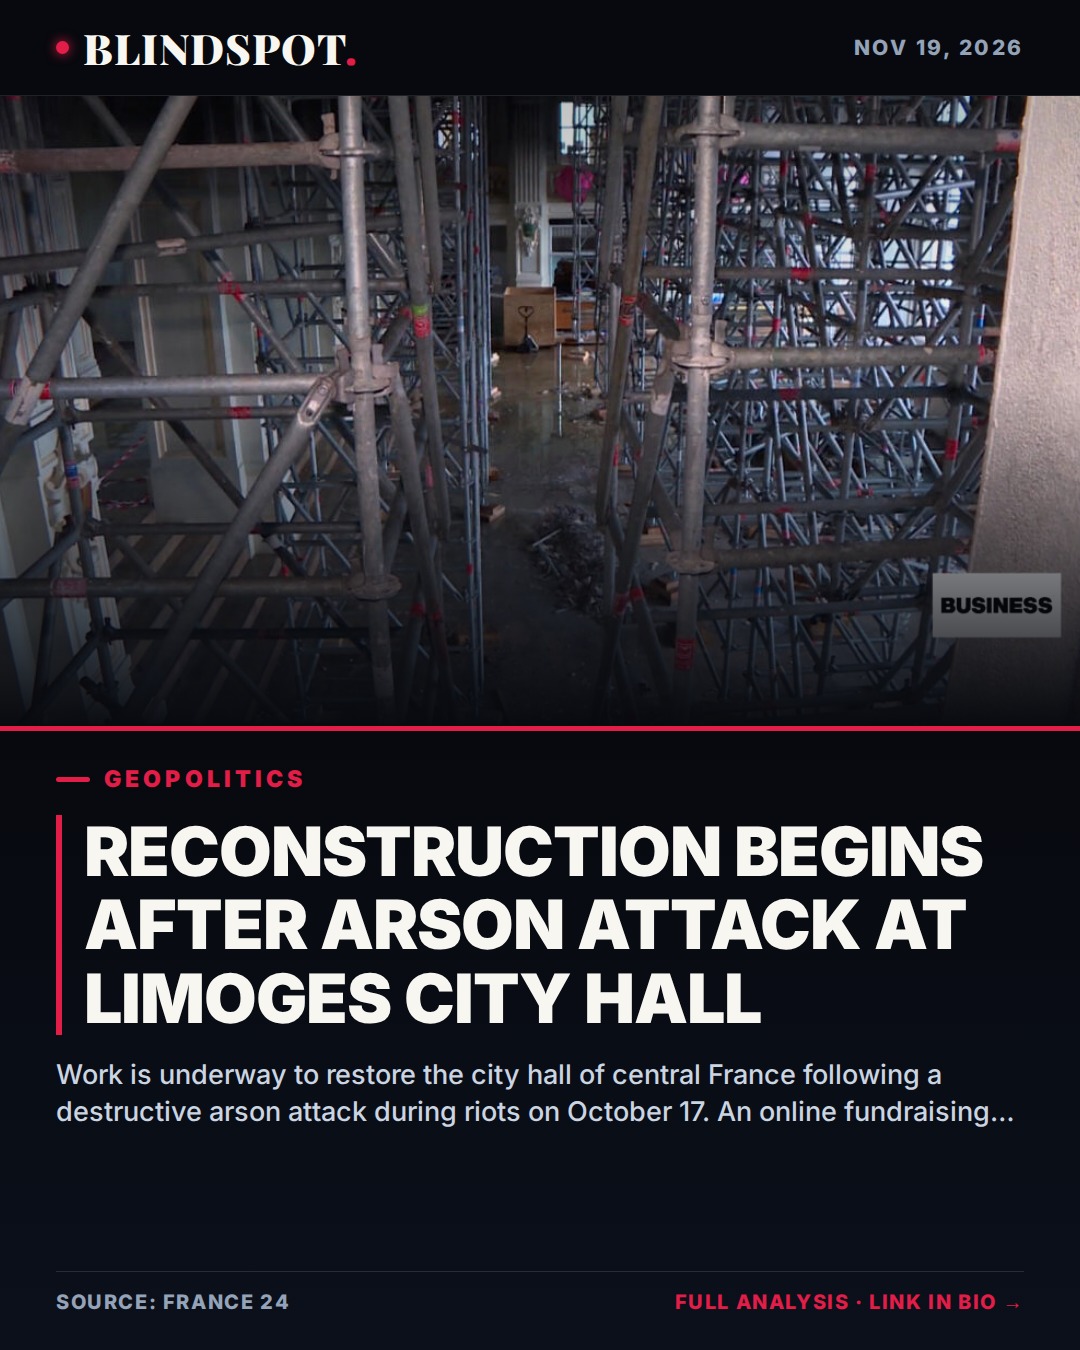 BLINDSPOT.
NOV 19, 2026
BUSINESS
GEOPOLITICS
RECONSTRUCTION BEGINS
AFTER ARSON ATTACK AT
LIMOGES CITY HALL
Work is underway to restore the city hall of central France following a
destructive arson attack during riots on October 17. An online fundraising...
SOURCE: FRANCE 24
FULL ANALYSIS · LINK IN BIO →